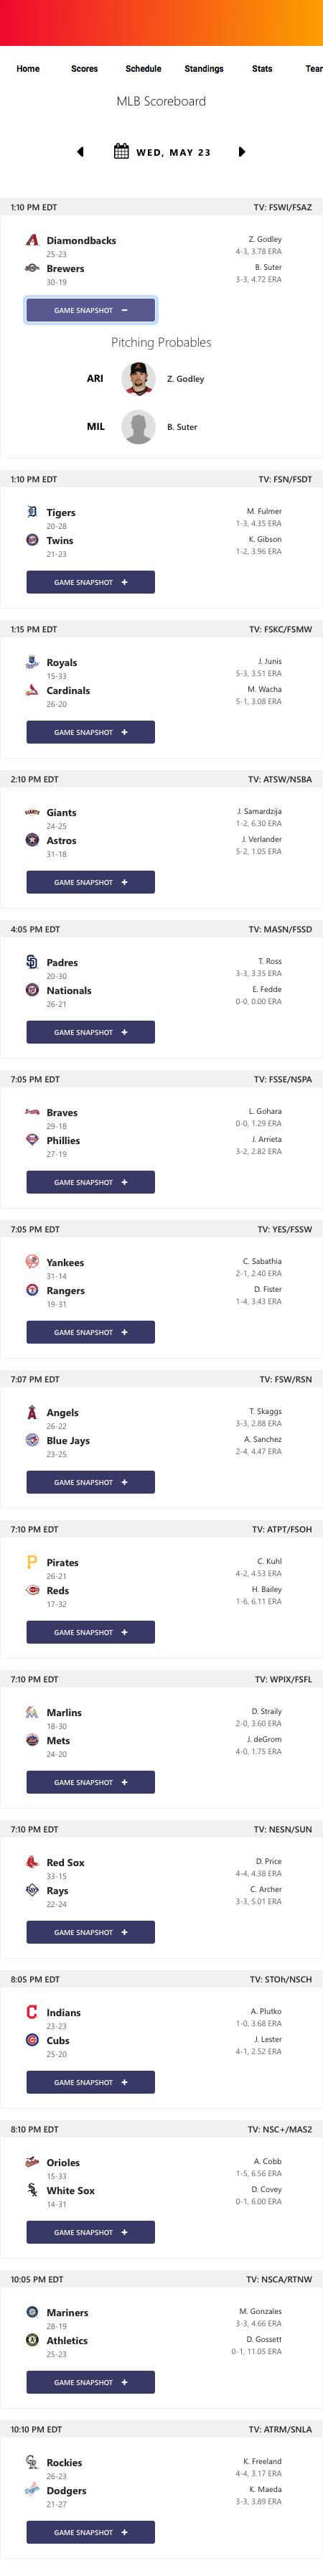 Home Scores Schedule Standings Stats Tear
MLB Scoreboard
WED, MAY 23
1:10 PM EDT TV: FSWI/FSAZ
Diamondbacks Z. Godley
25-23 4-3, 3.78 ERA
Brewers B. Suter
30-19 3-3, 4.72 ERA
GAME SNAPSHOT
Pitching Probables
ARI Z. Godley
MIL B. Suter
1:10 PM EDT TV: FSN/FSDT
Tigers M. Fulmer
20-28 1-3, 4.35 ERA
Twins K. Gibson
21-23 1-2, 3.96 ERA
GAME SNAPSHOT
1:15 PM EDT TV: FSKC/FSMW
Royals J. Junis
15-33 5-3, 3.51 ERA
Cardinals M. Wacha
26-20 5-1, 3.08 ERA
GAME SNAPSHOT
2:10 PM EDT TV: ATSW/NSBA
Giants J. Samardzija
24-25 1-2, 6.30 ERA
Astros J. Verlander
31-18 5-2, 1.05 ERA
GAME SNAPSHOT
4:05 PM EDT TV: MASN/FSSD
Padres T. Ross
20-30 3-3, 3.35 ERA
Nationals E. Fedde
26-21 0-0, 0.00 ERA
GAME SNAPSHOT
7:05 PM EDT TV: FSSE/NSPA
Braves L. Gohara
29-18 0-0, 1.29 ERA
Phillies J. Arrieta
27-19 3-2, 2.82 ERA
GAME SNAPSHOT
7:05 PM EDT TV: YES/FSSW
Yankees C. Sabathia
31-14 2-1, 2.40 ERA
Rangers D. Fister
19-31 1-4, 3.43 ERA
GAME SNAPSHOT
7:07 PM EDT TV: FSW/RSN
Angels T. Skaggs
26-22 3-3, 2.88 ERA
Blue Jays A. Sanchez
23-25 2-4, 4.47 ERA
GAME SNAPSHOT
7:10 PM EDT TV: ATPT/FSOH
Pirates C. Kuhl
26-21 4-2, 4.53 ERA
Reds H. Bailey
17-32 1-6, 6.11 ERA
GAME SNAPSHOT
7:10 PM EDT TV: WPIX/FSFL
Marlins D. Straily
18-30 2-0, 3.60 ERA
Mets J. deGrom
24-20 4-0, 1.75 ERA
GAME SNAPSHOT
7:10 PM EDT TV: NESN/SUN
Red Sox D. Price
33-15 4-4, 4.38 ERA
Rays C. Archer
22-24 3-3, 5.01 ERA
GAME SNAPSHOT
8:05 PM EDT TV: STOh/NSCH
Indians A. Plutko
23-23 1-0, 3.68 ERA
Cubs J. Lester
25-20 4-1, 2.52 ERA
GAME SNAPSHOT
8:10 PM EDT TV: NSC+/MAS2
Orioles A. Cobb
15-33 1-5, 6.56 ERA
White Sox D. Covey
14-31 0-1, 6.00 ERA
GAME SNAPSHOT
10:05 PM EDT TV: NSCA/RTNW
Mariners M. Gonzales
28-19 3-3, 4.66 ERA
Athletics D. Gossett
25-23 0-1, 11.05 ERA
GAME SNAPSHOT
10:10 PM EDT TV: ATRM/SNLA
Rockies K. Freeland
26-23 4-4, 3.17 ERA
Dodgers K. Maeda
21-27 3-3, 3.89 ERA
GAME SNAPSHOT